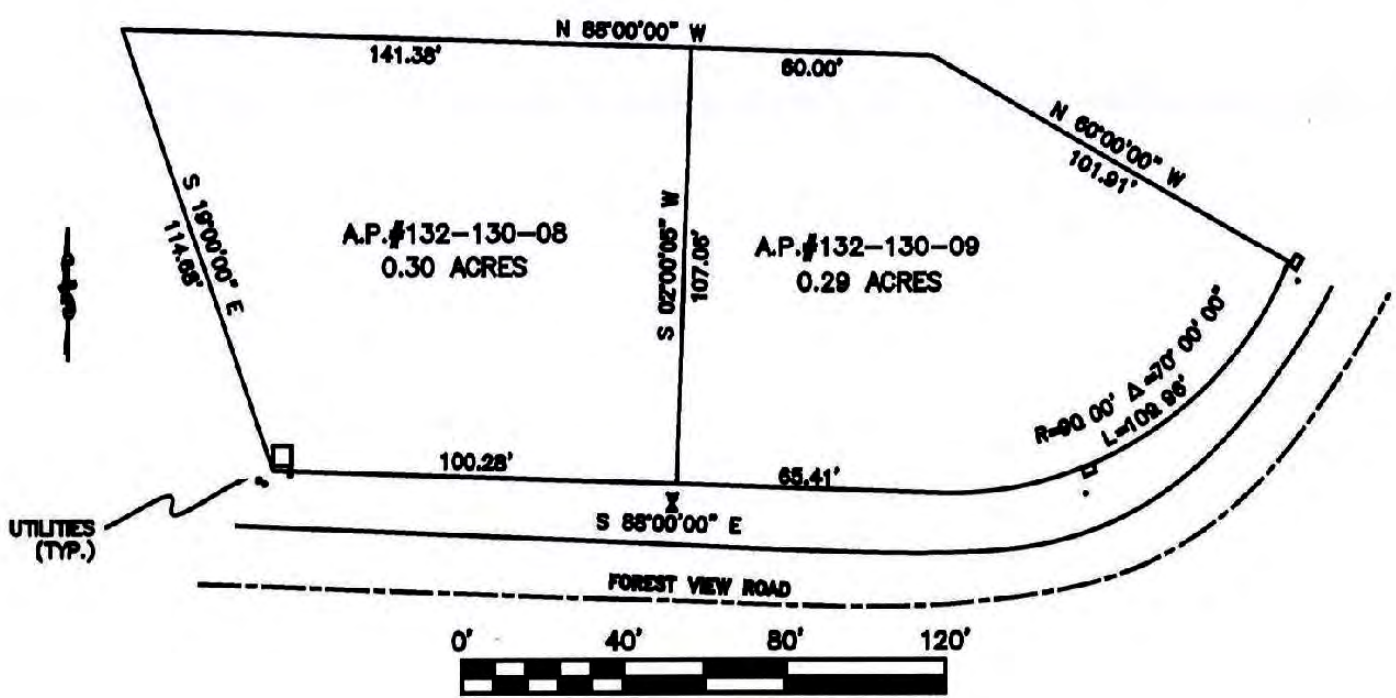 N 88°00'00" W
141.38'
60.00'
N 60°00'00" W
101.91'
S 19°00'00" E
114.68'
A.P.#132-130-08
0.30 ACRES
S 02°00'05" W
107.06'
A.P.#132-130-09
0.29 ACRES
R=90.00' Δ=70° 00' 00"
L=109.96'
100.28'
65.41'
S 88°00'00" E
UTILITIES
(TYP.)
FOREST VIEW ROAD
0' 40' 80' 120'